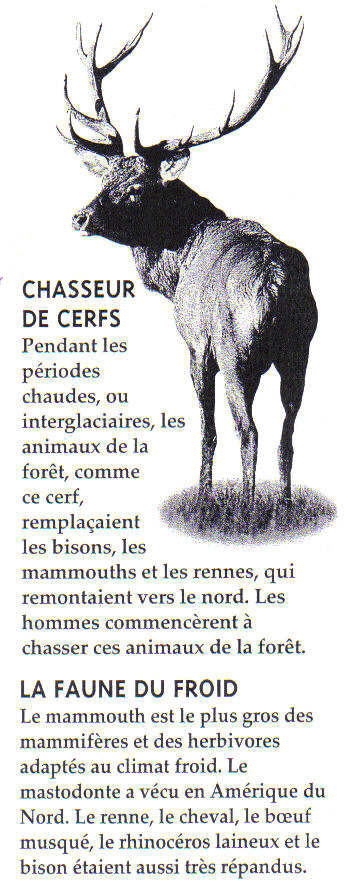 CHASSEUR
DE CERFS
Pendant les
périodes
chaudes, ou
interglaciaires, les
animaux de la
forêt, comme
ce cerf,
remplaçaient
les bisons, les
mammouths et les rennes, qui
remontaient vers le nord. Les
hommes commencèrent à
chasser ces animaux de la forêt.
LA FAUNE DU FROID
Le mammouth est le plus gros des
mammifères et des herbivores
adaptés au climat froid. Le
mastodonte a vécu en Amérique du
Nord. Le renne, le cheval, le bœuf
musqué, le rhinocéros laineux et le
bison étaient aussi très répandus.